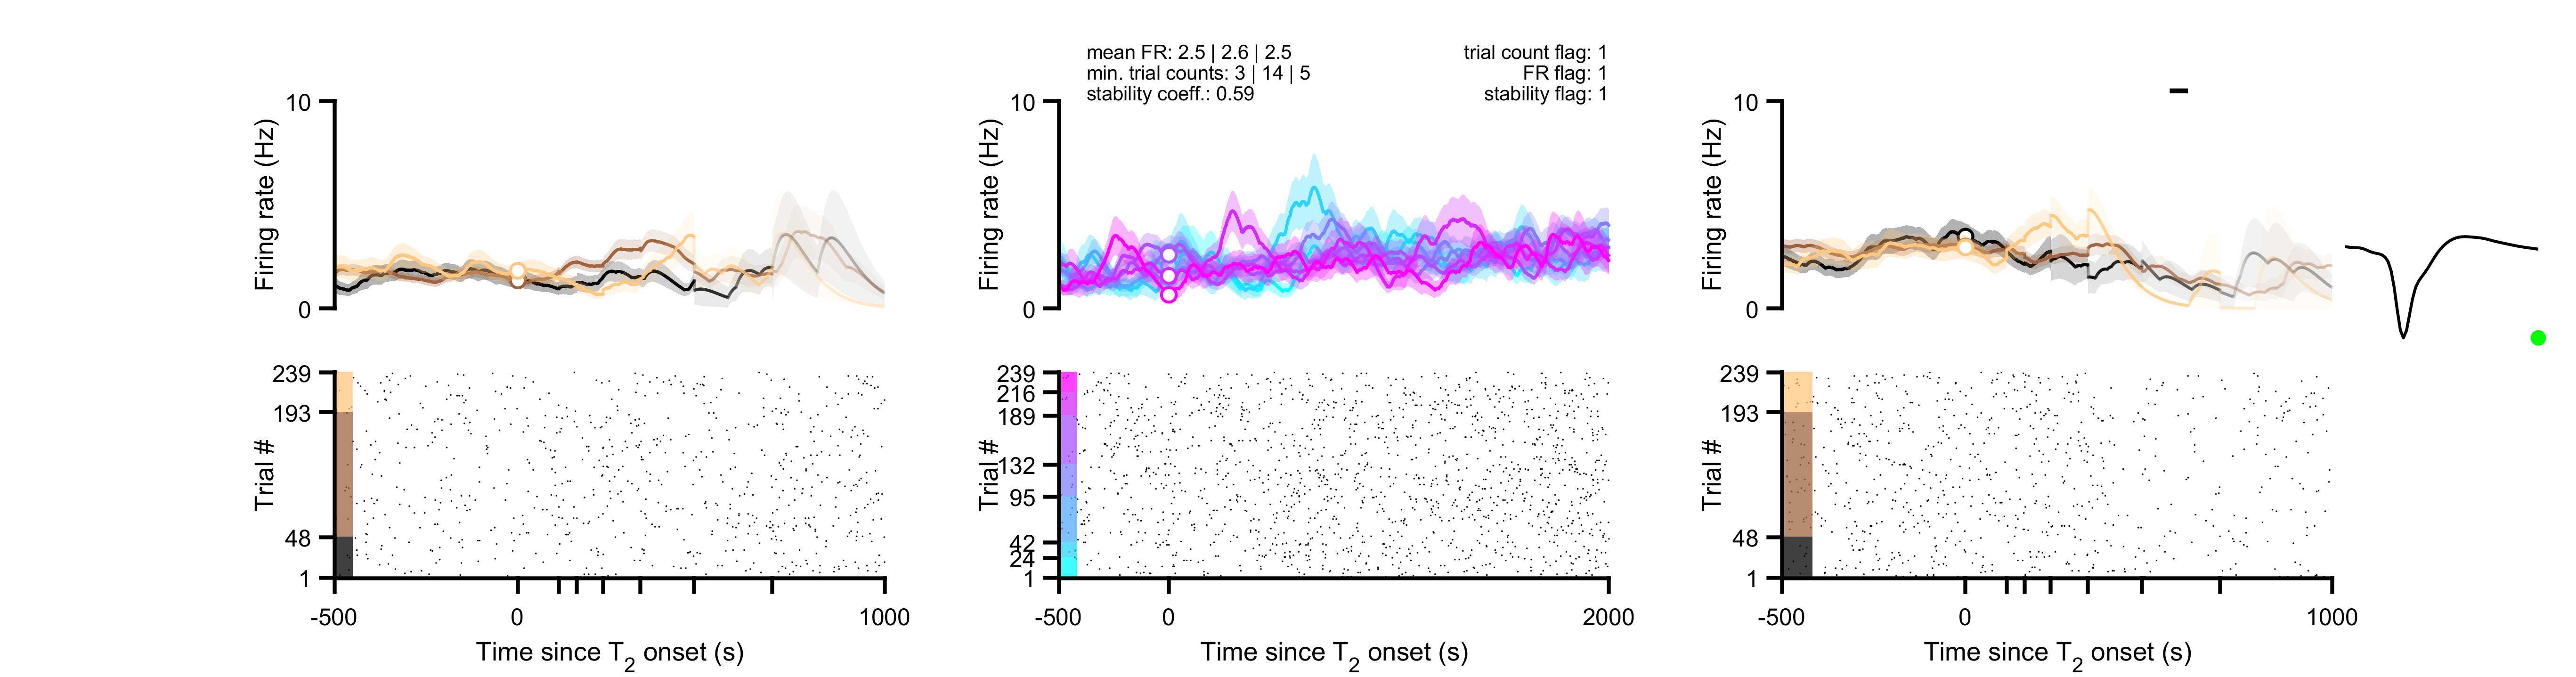 mean FR: 2.5 | 2.6 | 2.5
min. trial counts: 3 | 14 | 5
stability coeff.: 0.59
trial count flag: 1
FR flag: 1
stability flag: 1
10
Firing rate (Hz)
0
10
Firing rate (Hz)
0
10
Firing rate (Hz)
0
239
193
Trial #
48
1
-500
0
1000
Time since T2 onset (s)
239
216
189
Trial #
132
95
42
24
1
-500
0
2000
Time since T2 onset (s)
239
193
Trial #
48
1
-500
0
1000
Time since T2 onset (s)